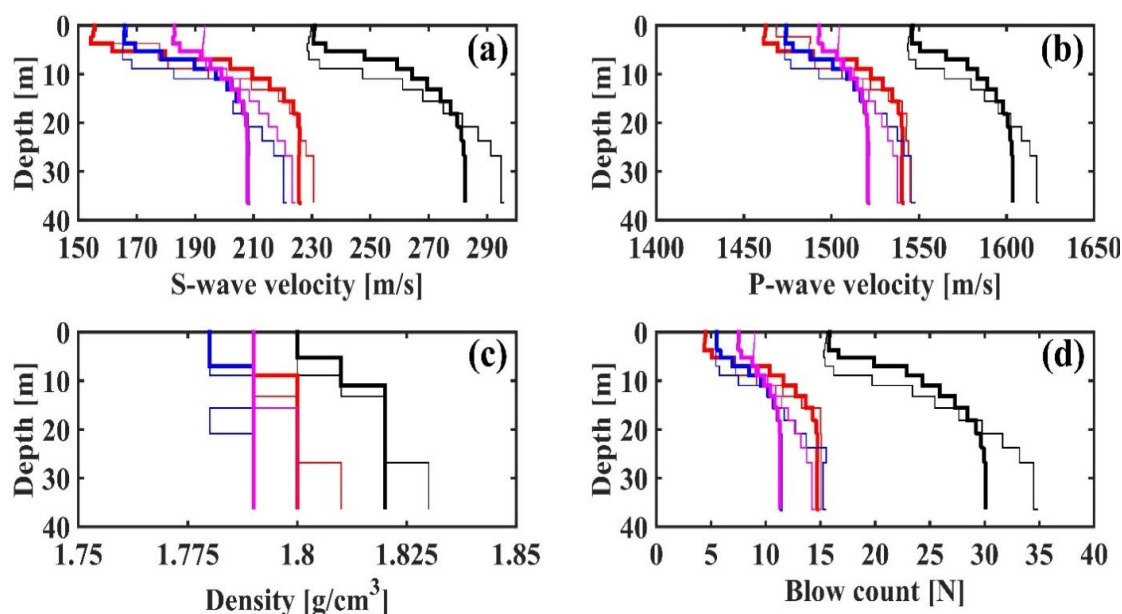 0
10
20
30
40
Depth [m]
(a)
150 170 190 210 230 250 270 290
S-wave velocity [m/s]
0
10
20
30
40
Depth [m]
(b)
1400 1450 1500 1550 1600 1650
P-wave velocity [m/s]
0
10
20
30
40
Depth [m]
(c)
1.75 1.775 1.8 1.825 1.85
Density [g/cm³]
0
10
20
30
40
Depth [m]
(d)
0 5 10 15 20 25 30 35 40
Blow count [N]